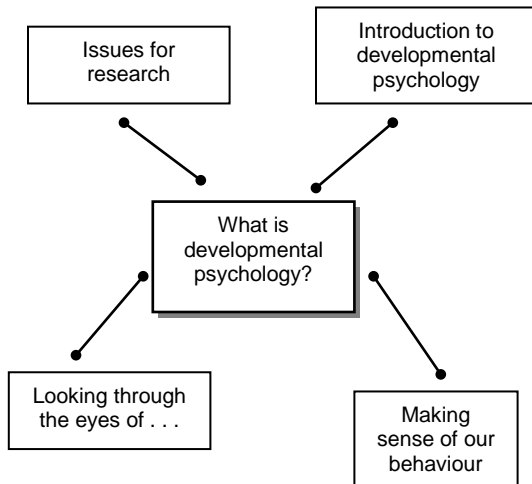 Issues for
research
Introduction to
developmental
psychology
What is
developmental
psychology?
Looking through
the eyes of . . .
Making
sense of our
behaviour